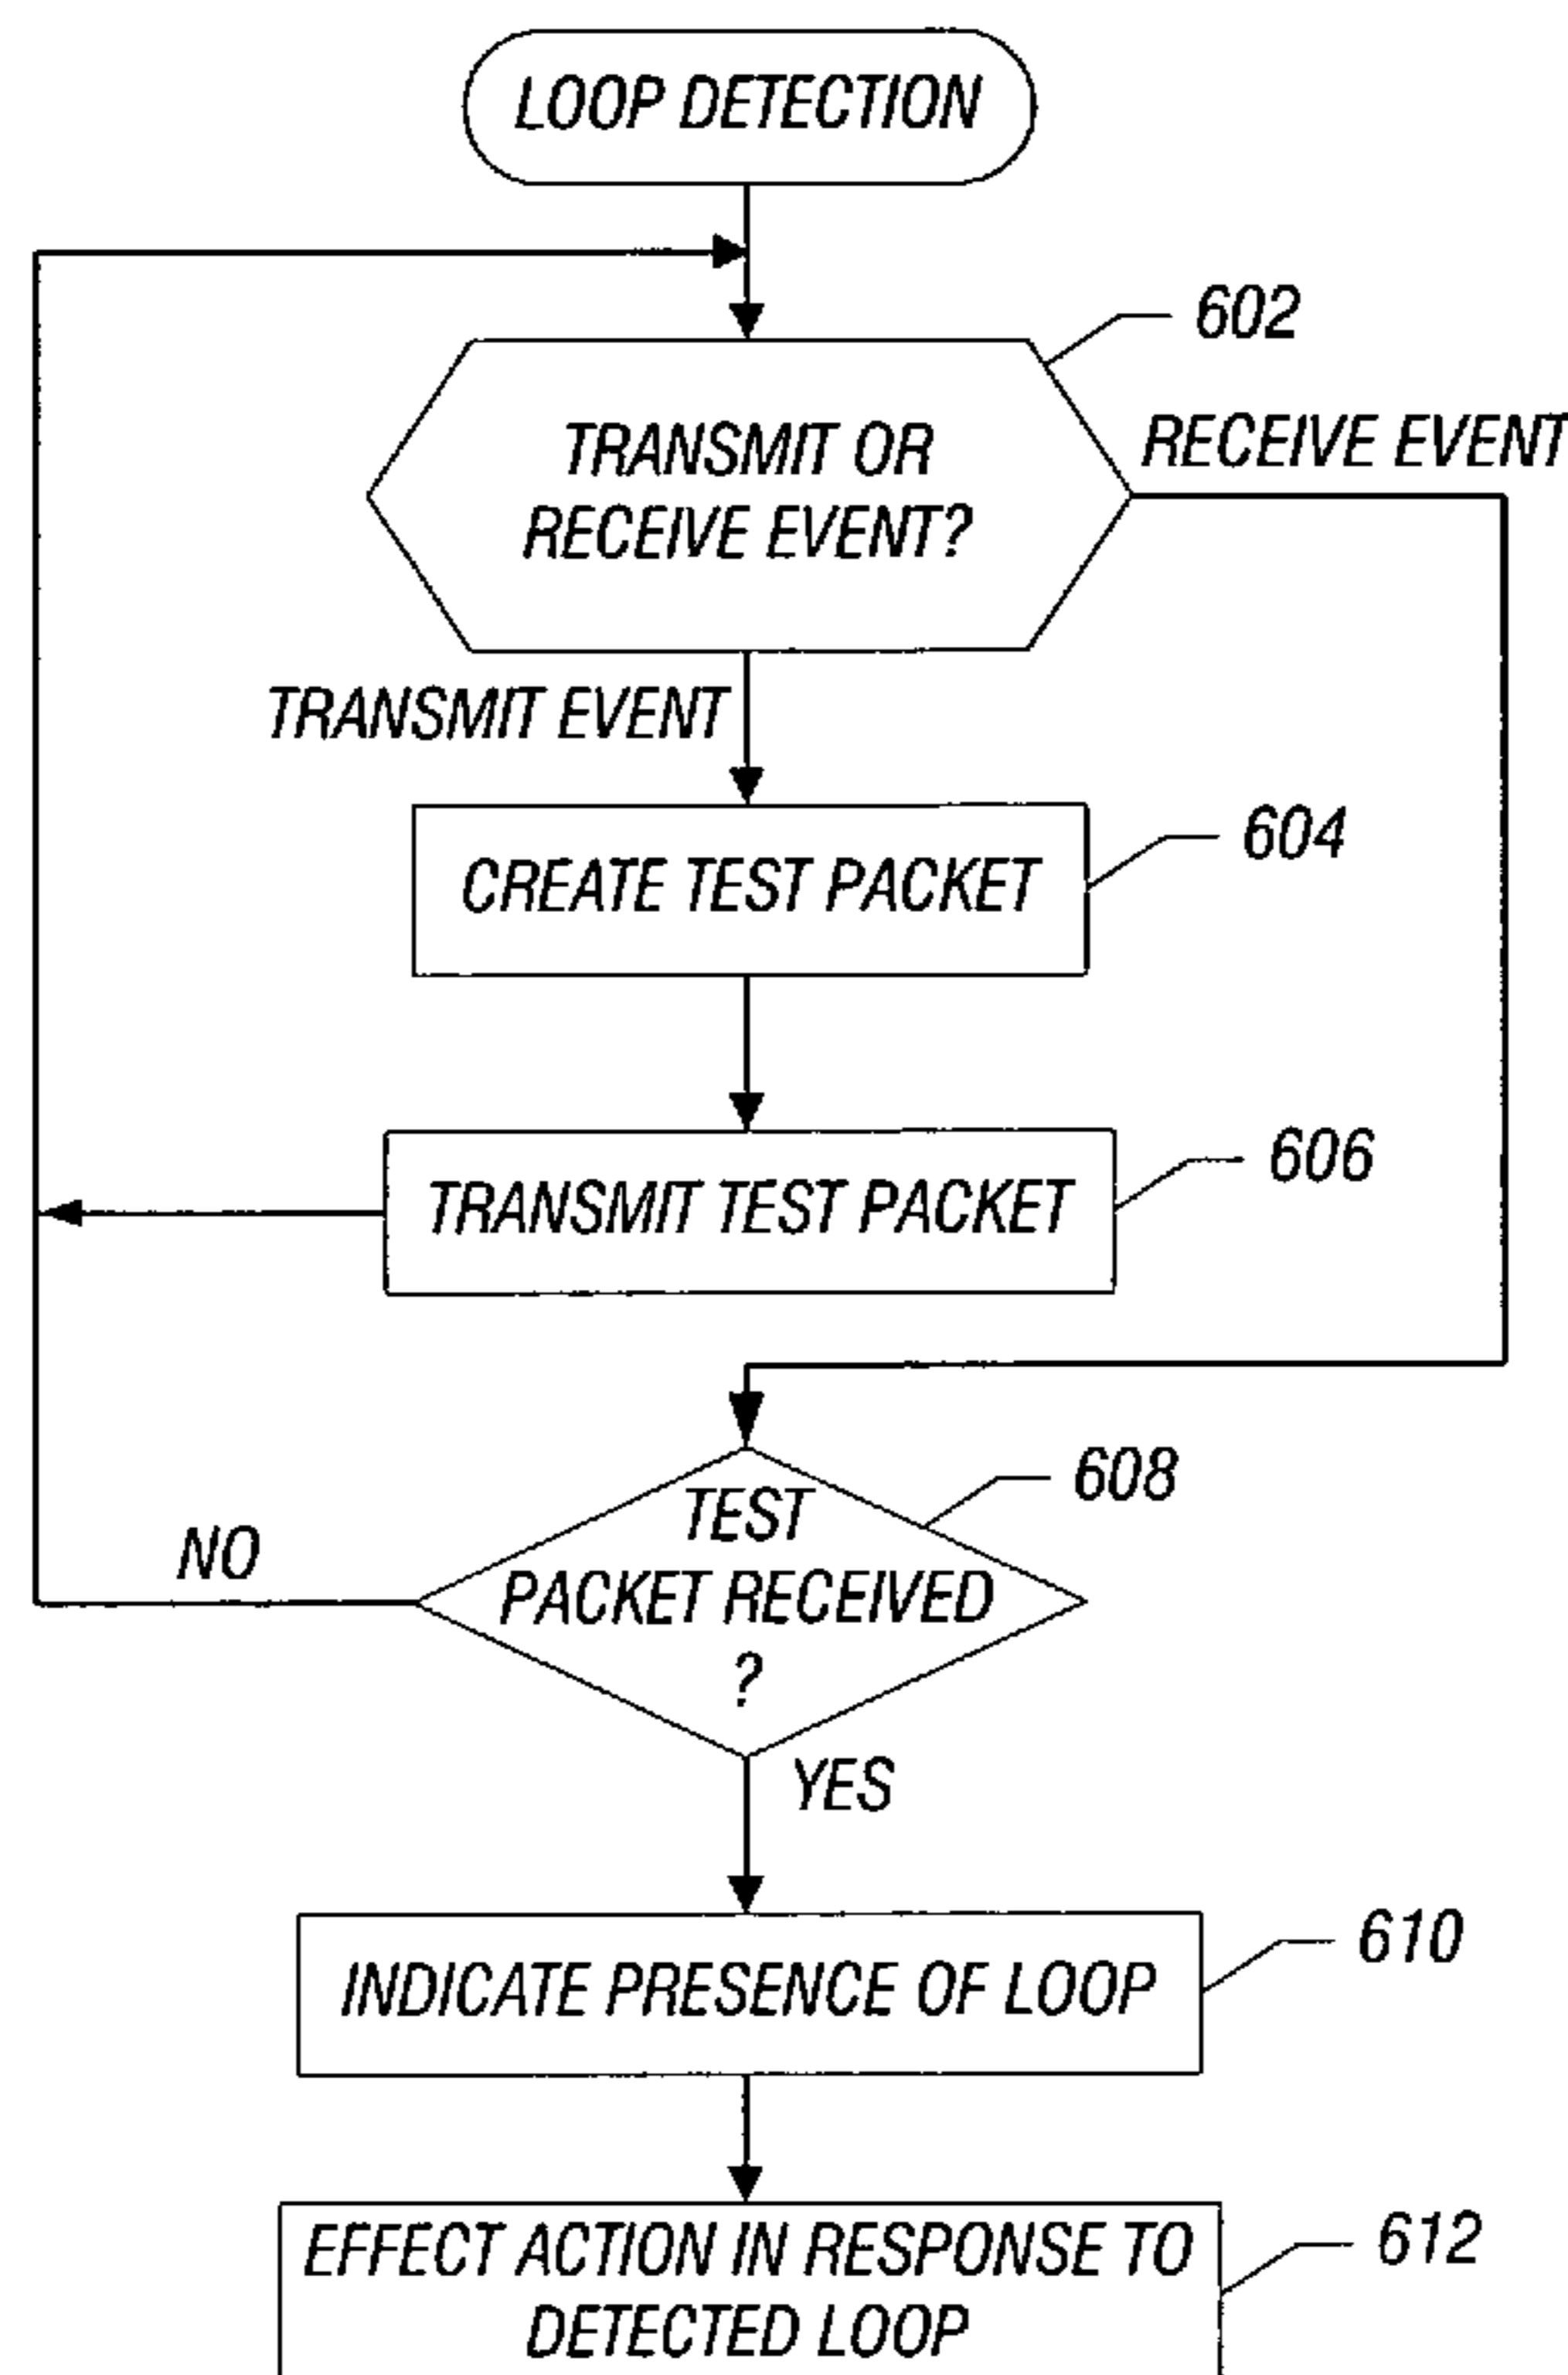 LOOP DETECTION
602
TRANSMIT OR
RECEIVE EVENT?
RECEIVE EVENT
TRANSMIT EVENT
604
CREATE TEST PACKET
606
TRANSMIT TEST PACKET
608
TEST
PACKET RECEIVED
?
NO
YES
610
INDICATE PRESENCE OF LOOP
612
EFFECT ACTION IN RESPONSE TO
DETECTED LOOP